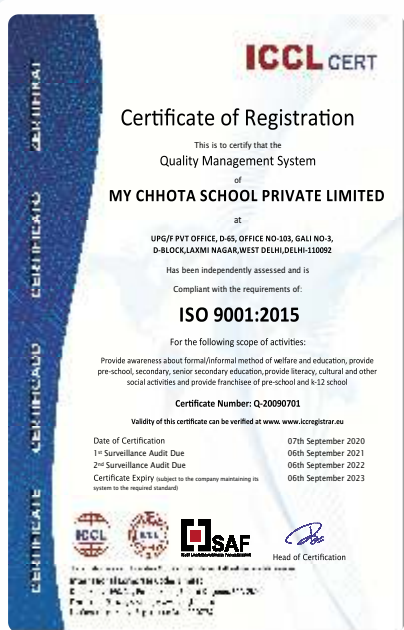 ICCL CERT
Certificate of Registration
This is to certify that the
Quality Management System
of
MY CHHOTA SCHOOL PRIVATE LIMITED
at
UPG/F PVT OFFICE, D-65, OFFICE NO-103, GALI NO-3,
D-BLOCK,LAXMI NAGAR,WEST DELHI,DELHI-110092
Has been independently assessed and is
Compliant with the requirements of:
ISO 9001:2015
For the following scope of activities:
Provide awareness about formal/informal method of welfare and education, provide
pre-school, secondary, senior secondary education,provide literacy, cultural and other
social activities and provide franchisee of pre-school and k-12 school
Certificate Number: Q-20090701
Validity of this certificate can be verified at www. www.iccregistrar.eu
Date of Certification 07th September 2020
1st Surveillance Audit Due 06th September 2021
2nd Surveillance Audit Due 06th September 2022
Certificate Expiry (subject to the company maintaining its 06th September 2023
system to the required standard)
ICCL
SAF
Head of Certification
CERTIFICATE CERTIFICADO CERTIFICATO ZERTIFIKAT